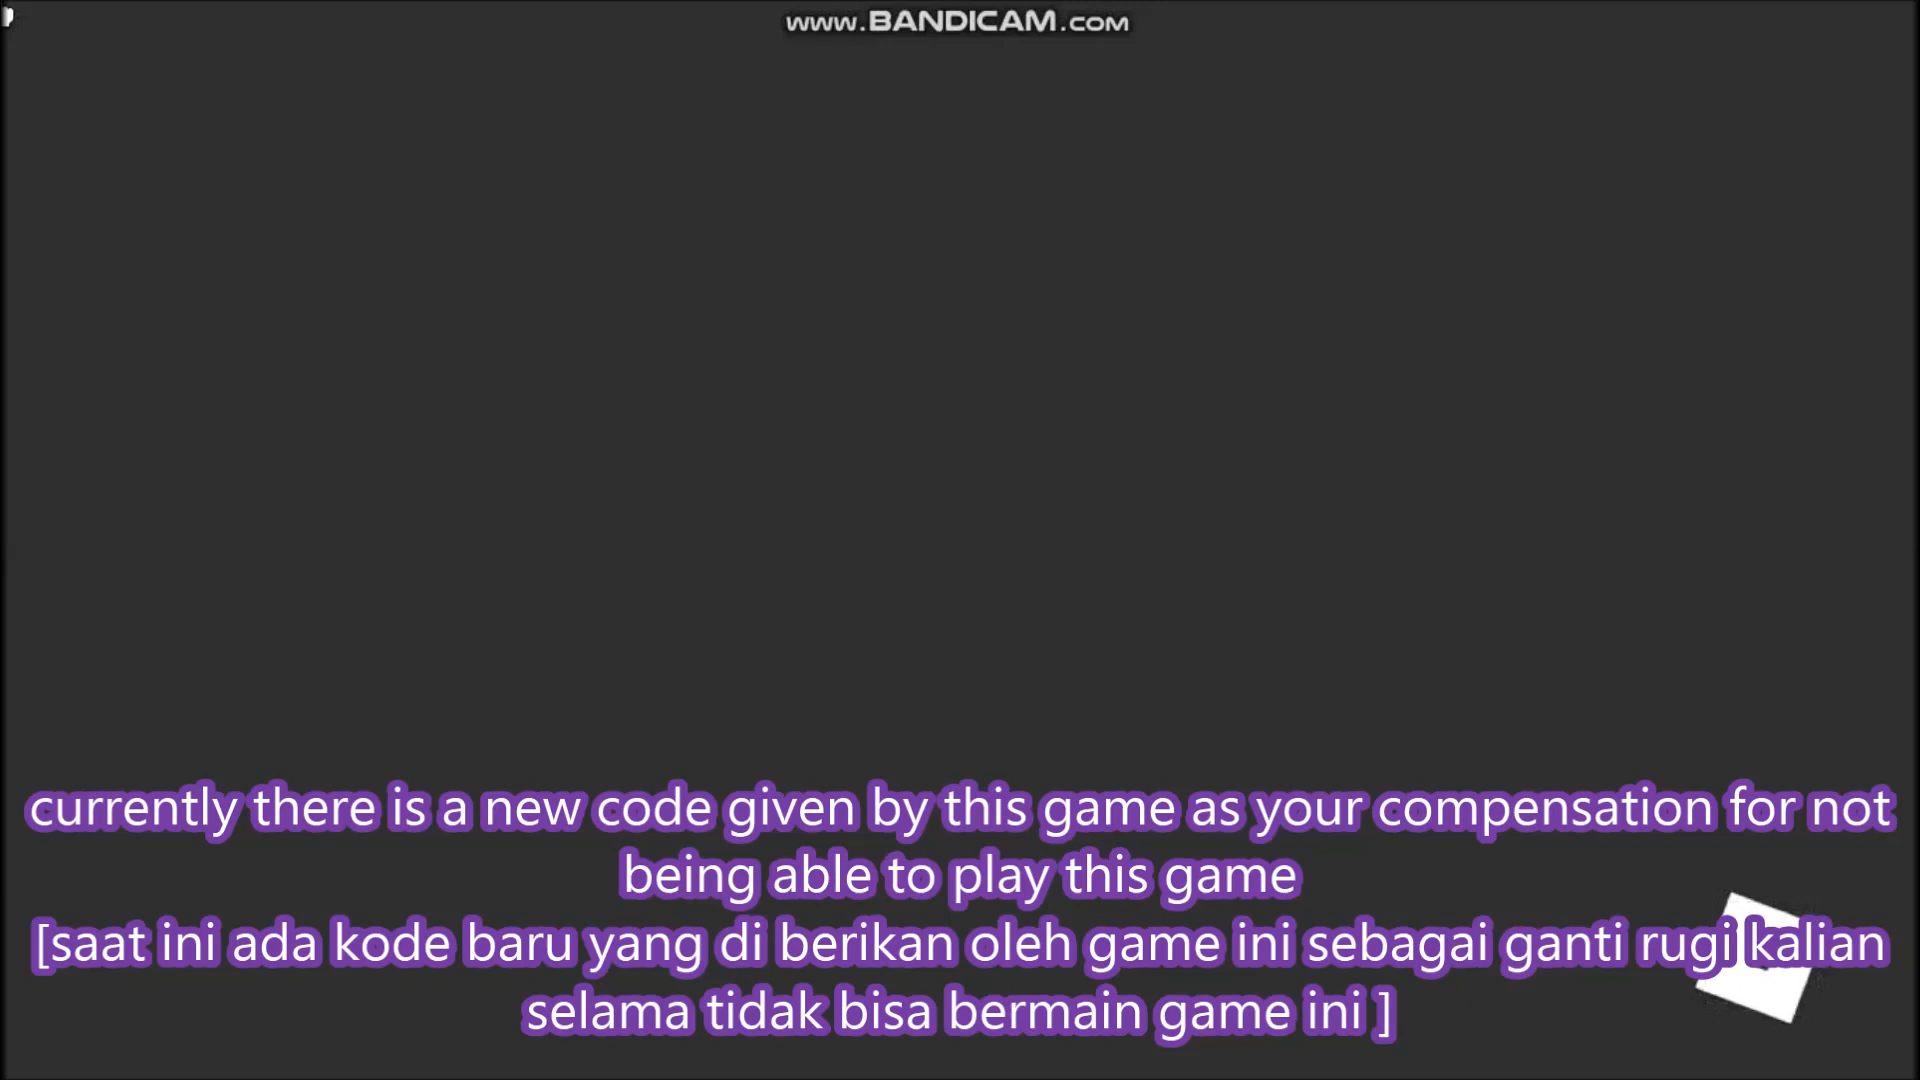 www.BANDICAM.com
currently there is a new code given by this game as your compensation for not
being able to play this game
[saat ini ada kode baru yang di berikan oleh game ini sebagai ganti rugi kalian
selama tidak bisa bermain game ini ]